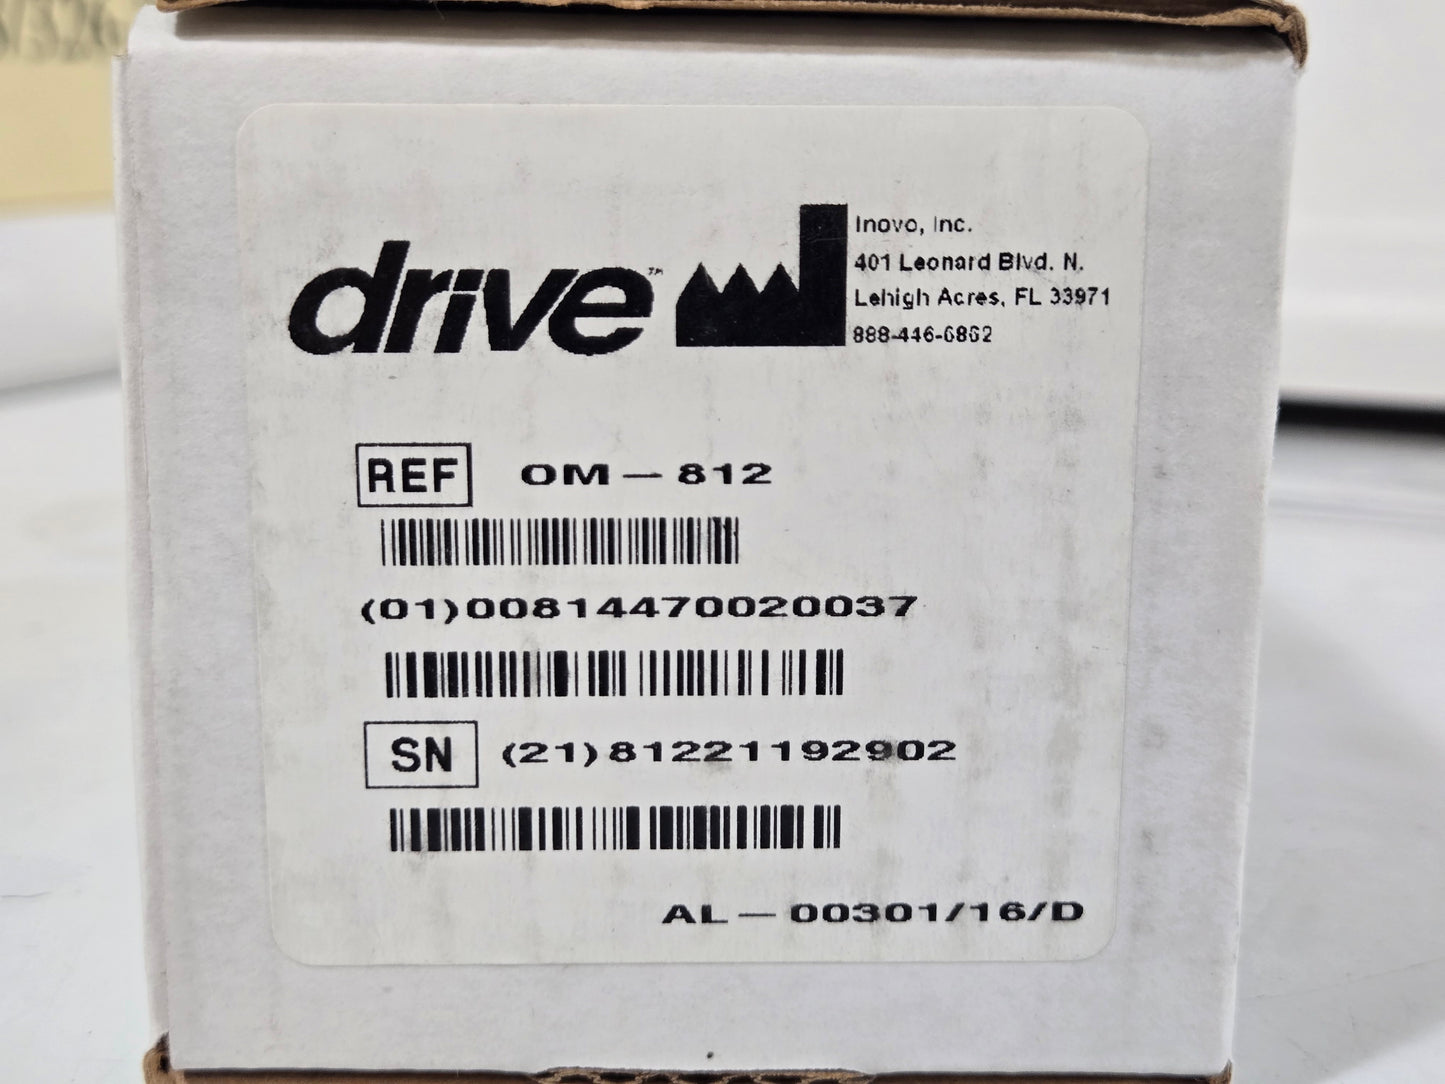 drive™
Inovo, Inc.
401 Leonard Blvd. N.
Lehigh Acres, FL 33971
888-446-6862
REF OM-812
(01)00814470020037
SN (21)81221192902
AL-00301/16/D